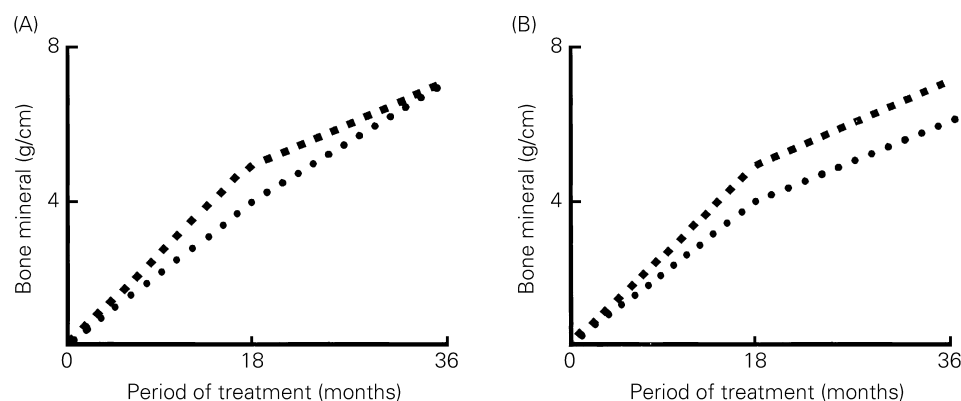 (A)
8
4
Bone mineral (g/cm)
0 18 36
Period of treatment (months)
(B)
8
4
Bone mineral (g/cm)
0 18 36
Period of treatment (months)